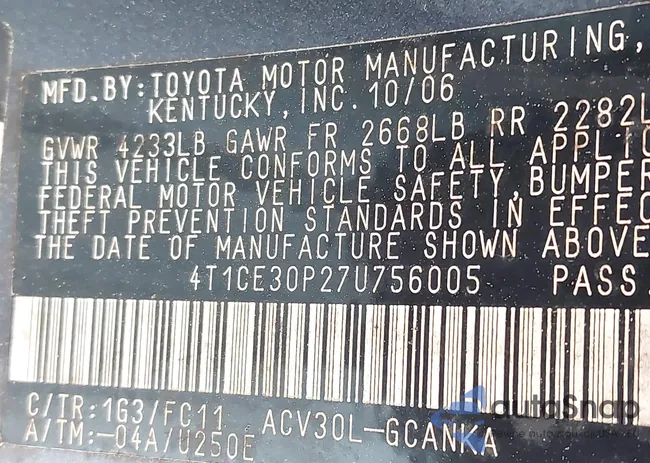 MFD.BY:TOYOTA MOTOR MANUFACTURING,
KENTUCKY,INC.10/06
GVWR 4233LB GAWR FR 2668LB RR 2282L
THIS VEHICLE CONFORMS TO ALL APPLIC
FEDERAL MOTOR VEHICLE SAFETY,BUMPER
THEFT PREVENTION STANDARDS IN EFFEC
THE DATE OF MANUFACTURE SHOWN ABOVE
4T1CE30P27U756005 PASS.
C/TR:1G3/FC11 ACV30L-GCANKA
A/TM:-04A/U250E
autoSnap